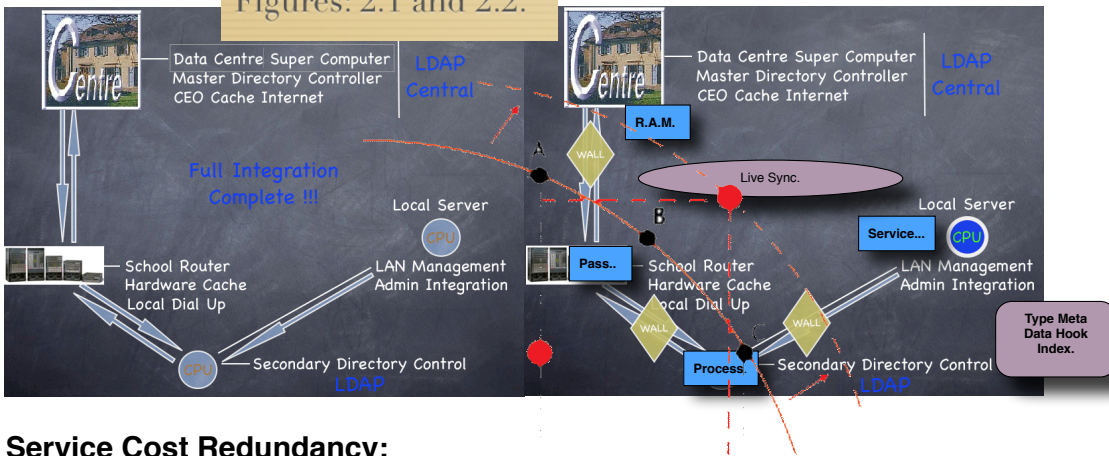 Figures: 2.1 and 2.2.
Centre
Data Centre Super Computer
Master Directory Controller
CEO Cache Internet
LDAP
Central
Full Integration
Complete !!!
Local Server
CPU
School Router
Hardware Cache
Local Dial Up
LAN Management
Admin Integration
CPU
Secondary Directory Control
LDAP
Centre
Data Centre Super Computer
Master Directory Controller
CEO Cache Internet
LDAP
Central
R.A.M.
WALL
A
Live Sync.
B
Local Server
Service...
CPU
Pass..
School Router
Hardware Cache
Local Dial Up
LAN Management
Admin Integration
WALL
WALL
C
Type Meta
Data Hook
Index.
Process.
Secondary Directory Control
LDAP
Service Cost Redundancy: